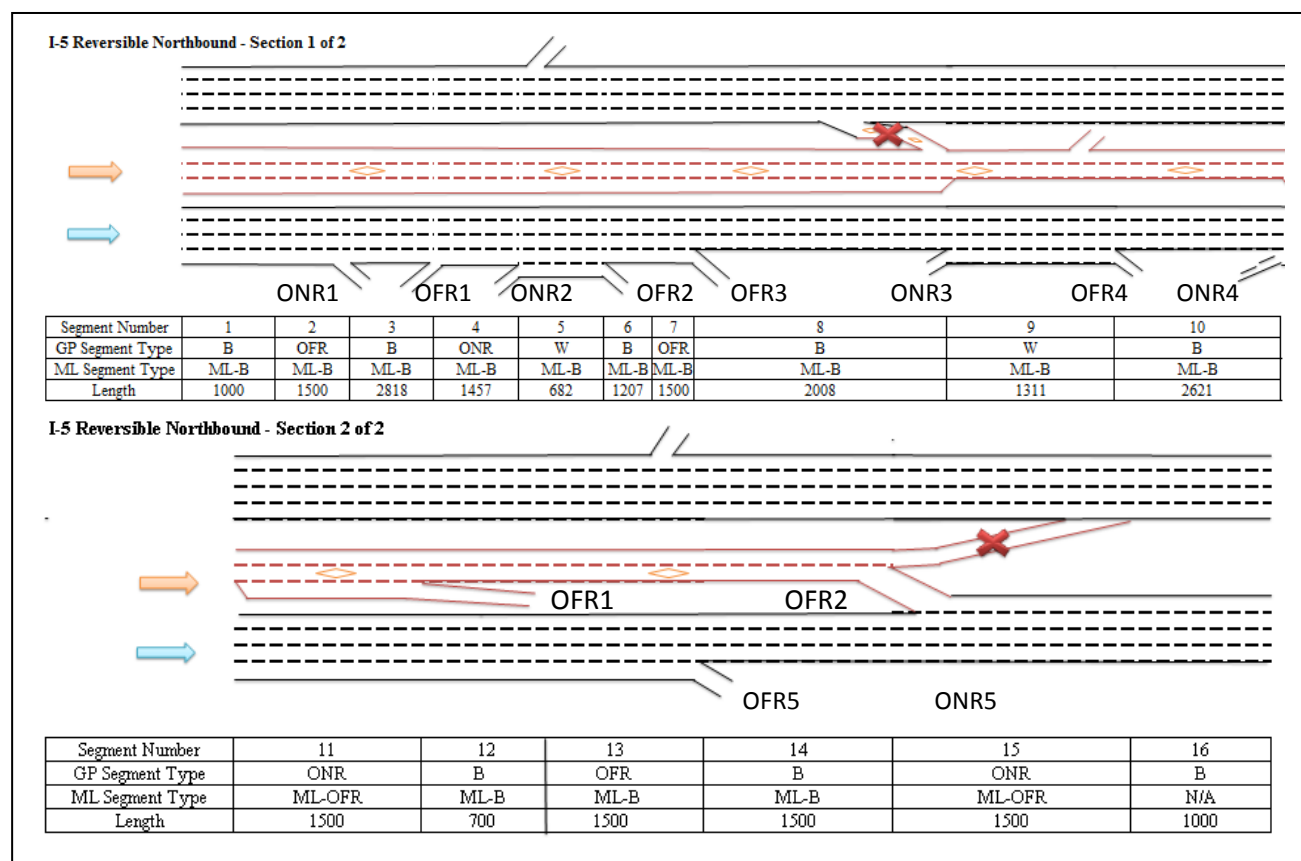 I-5 Reversible Northbound - Section 1 of 2
ONR1 OFR1 ONR2 OFR2 OFR3 ONR3 OFR4 ONR4
Segment Number 1 2 3 4 5 6 7 8 9 10
GP Segment Type B OFR B ONR W B OFR B W B
ML Segment Type ML-B ML-B ML-B ML-B ML-B ML-B ML-B ML-B ML-B ML-B
Length 1000 1500 2818 1457 682 1207 1500 2008 1311 2621
I-5 Reversible Northbound - Section 2 of 2
OFR1 OFR2
OFR5 ONR5
Segment Number 11 12 13 14 15 16
GP Segment Type ONR B OFR B ONR B
ML Segment Type ML-OFR ML-B ML-B ML-B ML-OFR N/A
Length 1500 700 1500 1500 1500 1000